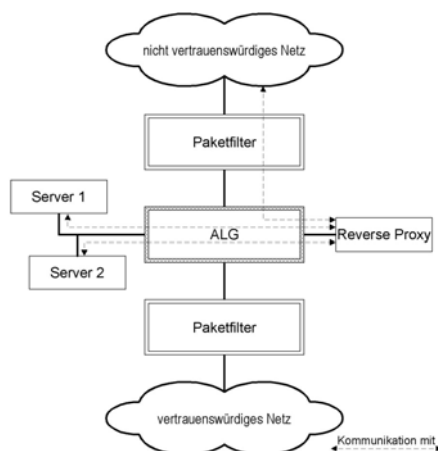 nicht vertrauenswürdiges Netz
Paketfilter
Server 1
ALG
Reverse Proxy
Server 2
Paketfilter
vertrauenswürdiges Netz
Kommunikation mit